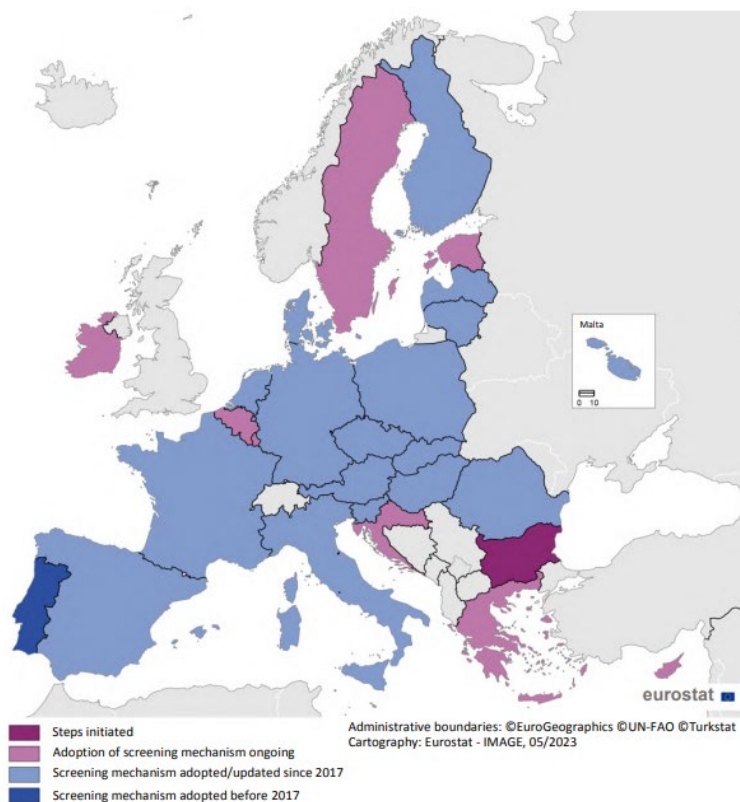 Malta
0 10
eurostat
Steps initiated
Adoption of screening mechanism ongoing
Screening mechanism adopted/updated since 2017
Screening mechanism adopted before 2017
Administrative boundaries: ©EuroGeographics ©UN-FAO ©Turkstat
Cartography: Eurostat - IMAGE, 05/2023